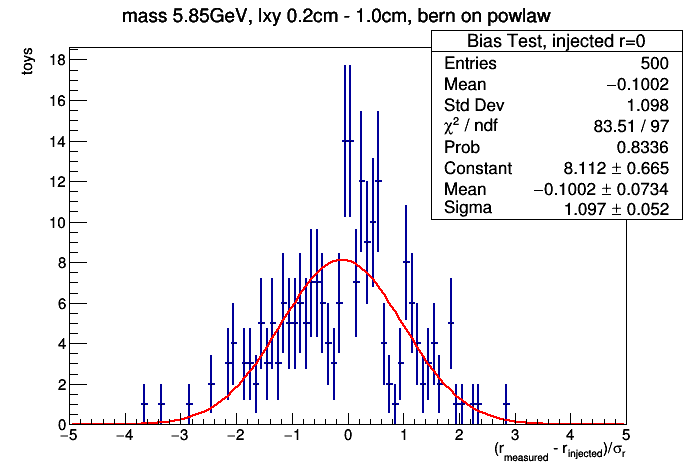 mass 5.85GeV, lxy 0.2cm - 1.0cm, bern on powlaw
Bias Test, injected r=0
Entries 500
Mean −0.1002
Std Dev 1.098
χ² / ndf 83.51 / 97
Prob 0.8336
Constant 8.112 ± 0.665
Mean −0.1002 ± 0.0734
Sigma 1.097 ± 0.052
toys
18
16
14
12
10
8
6
4
2
0
−5 −4 −3 −2 −1 0 1 2 3 4 5
(r_measured - r_injected)/σ_r